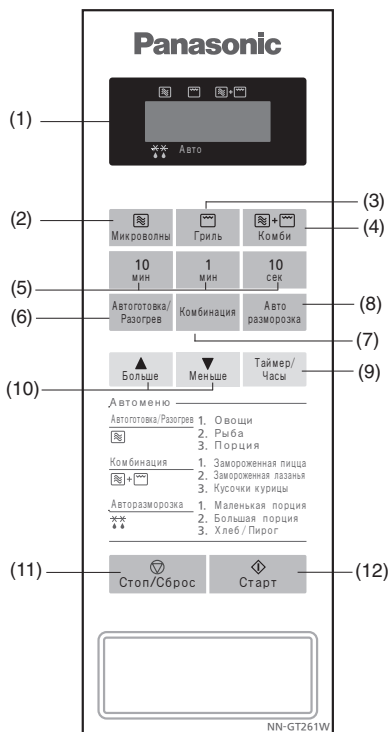 Panasonic
(1)
Авто
(2)
(3)
(4)
Микроволны
Гриль
Комби
(5)
10 мин
1 мин
10 сек
(6)
Автоготовка/Разогрев
Комбинация
Авто разморозка
(7)
(8)
(9)
(10)
Больше
Меньше
Таймер/Часы
Автоменю
Автоготовка/Разогрев
1. Овощи
2. Рыба
3. Порция
Комбинация
1. Замороженная пицца
2. Замороженная лазанья
3. Кусочки курицы
Авторазморозка
1. Маленькая порция
2. Большая порция
3. Хлеб/Пирог
(11)
Стоп/Сброс
Старт
(12)
NN-GT261W